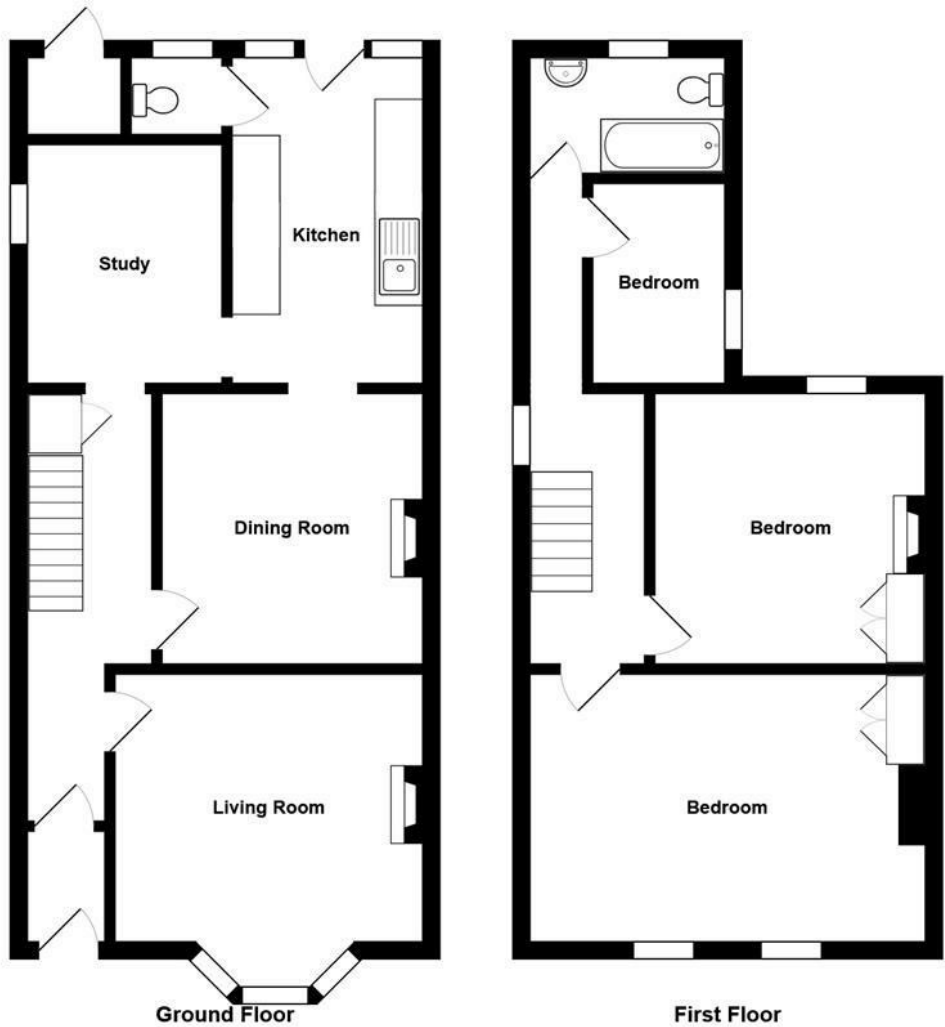 Kitchen
Study
Dining Room
Living Room
Ground Floor
Bedroom
Bedroom
Bedroom
First Floor